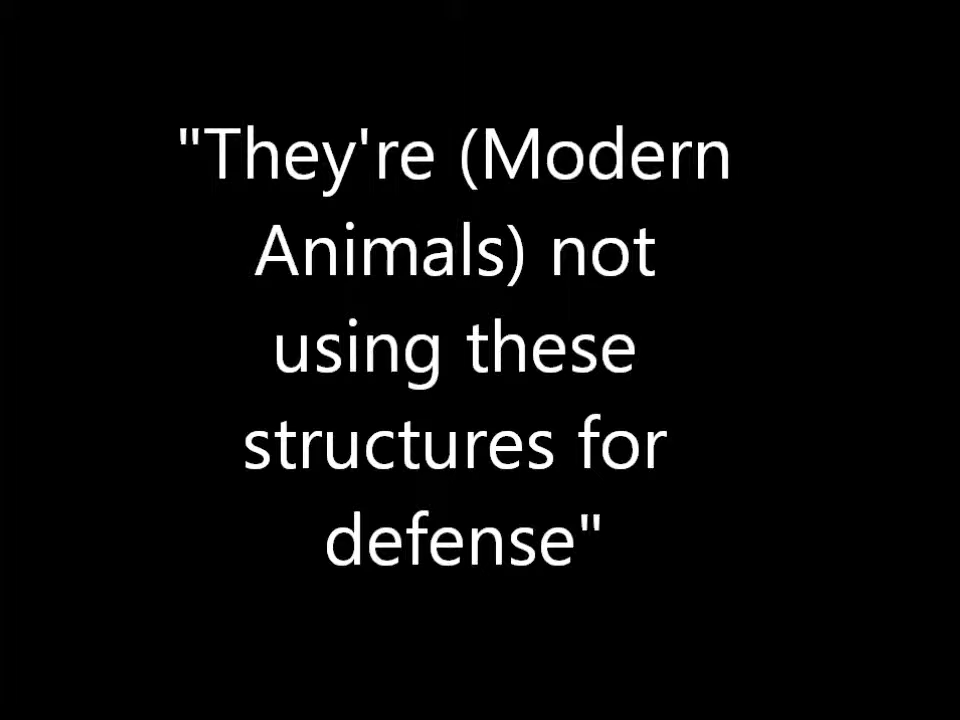 "They're (Modern
Animals) not
using these
structures for
defense"